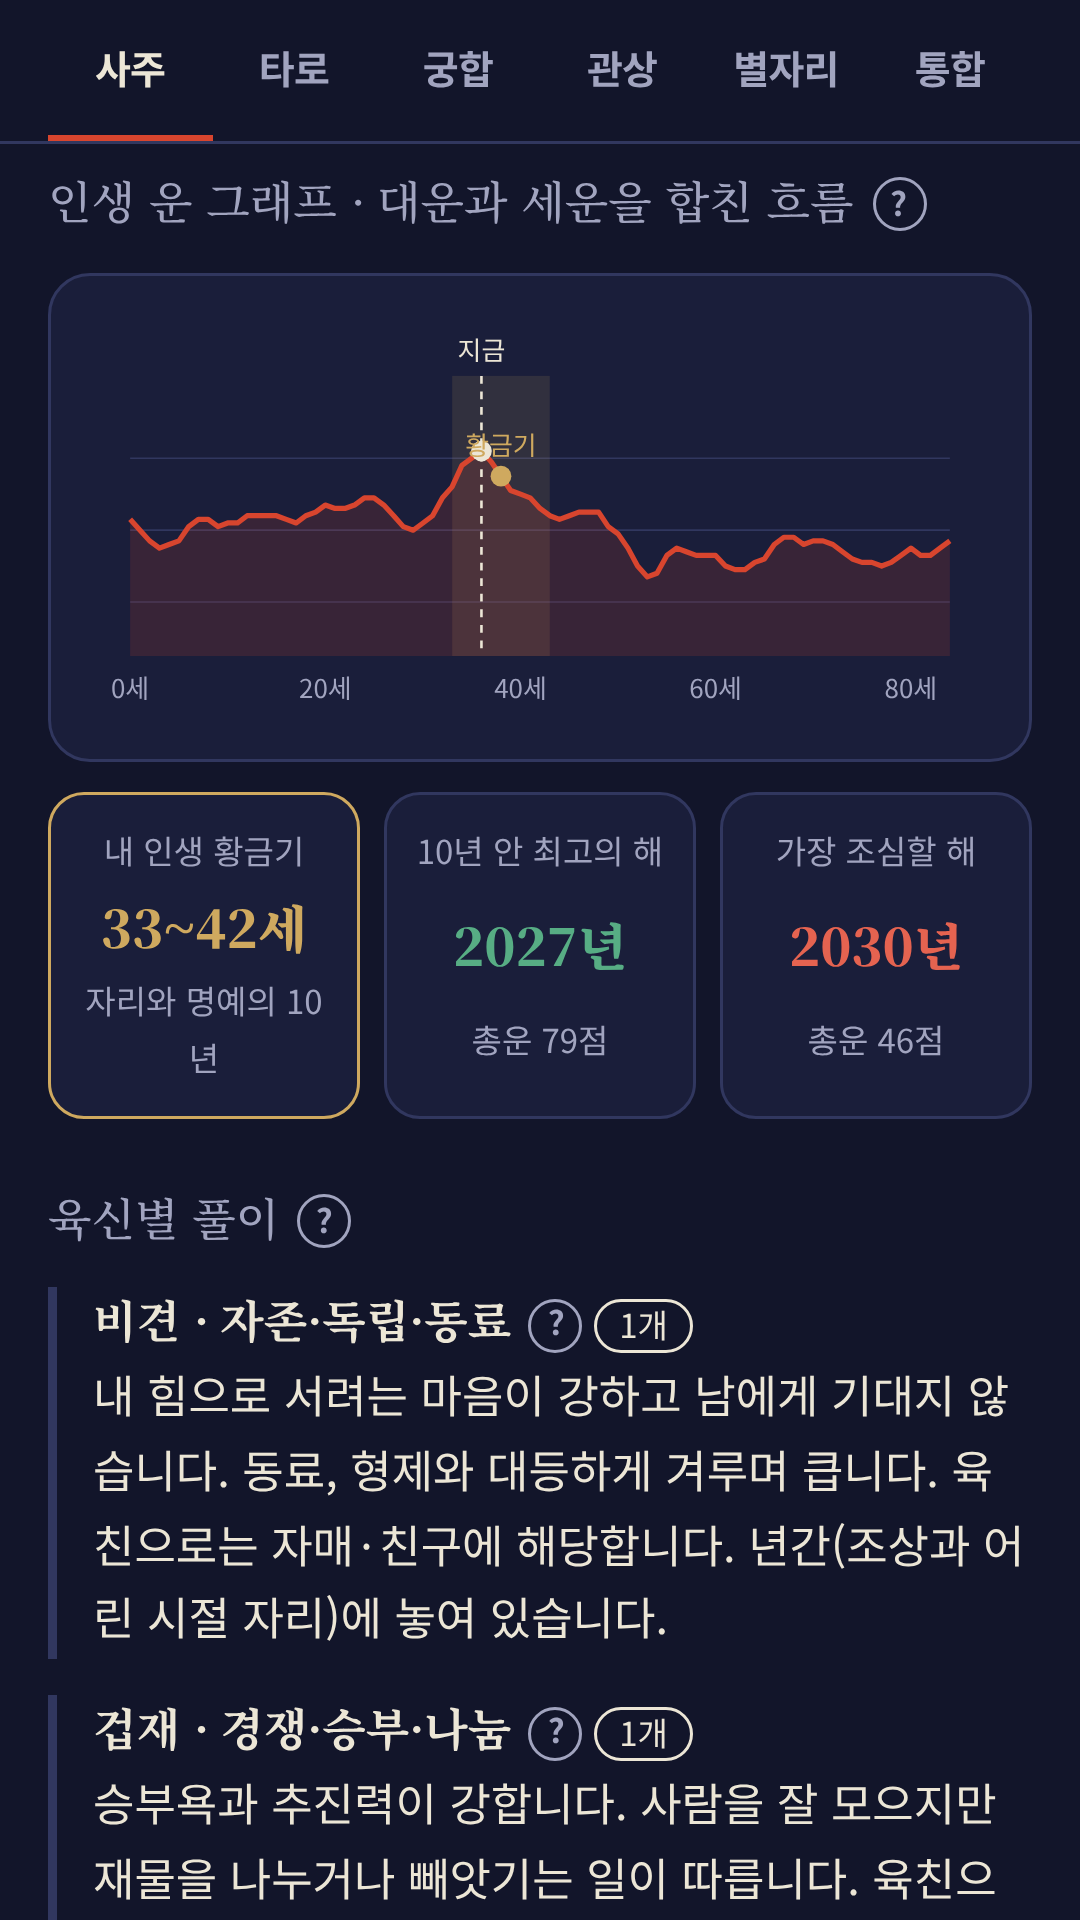 사주 타로 궁합 관상 별자리 통합
인생 운 그래프 · 대운과 세운을 합친 흐름 ?
지금
황금기
0세 20세 40세 60세 80세
내 인생 황금기
33~42세
자리와 명예의 10
년
10년 안 최고의 해
2027년
총운 79점
가장 조심할 해
2030년
총운 46점
육신별 풀이 ?
비견 · 자존·독립·동료 ? 1개
내 힘으로 서려는 마음이 강하고 남에게 기대지 않
습니다. 동료, 형제와 대등하게 겨루며 큽니다. 육
친으로는 자매·친구에 해당합니다. 년간(조상과 어
린 시절 자리)에 놓여 있습니다.
겁재 · 경쟁·승부·나눔 ? 1개
승부욕과 추진력이 강합니다. 사람을 잘 모으지만
재물을 나누거나 빼앗기는 일이 따릅니다. 육친으